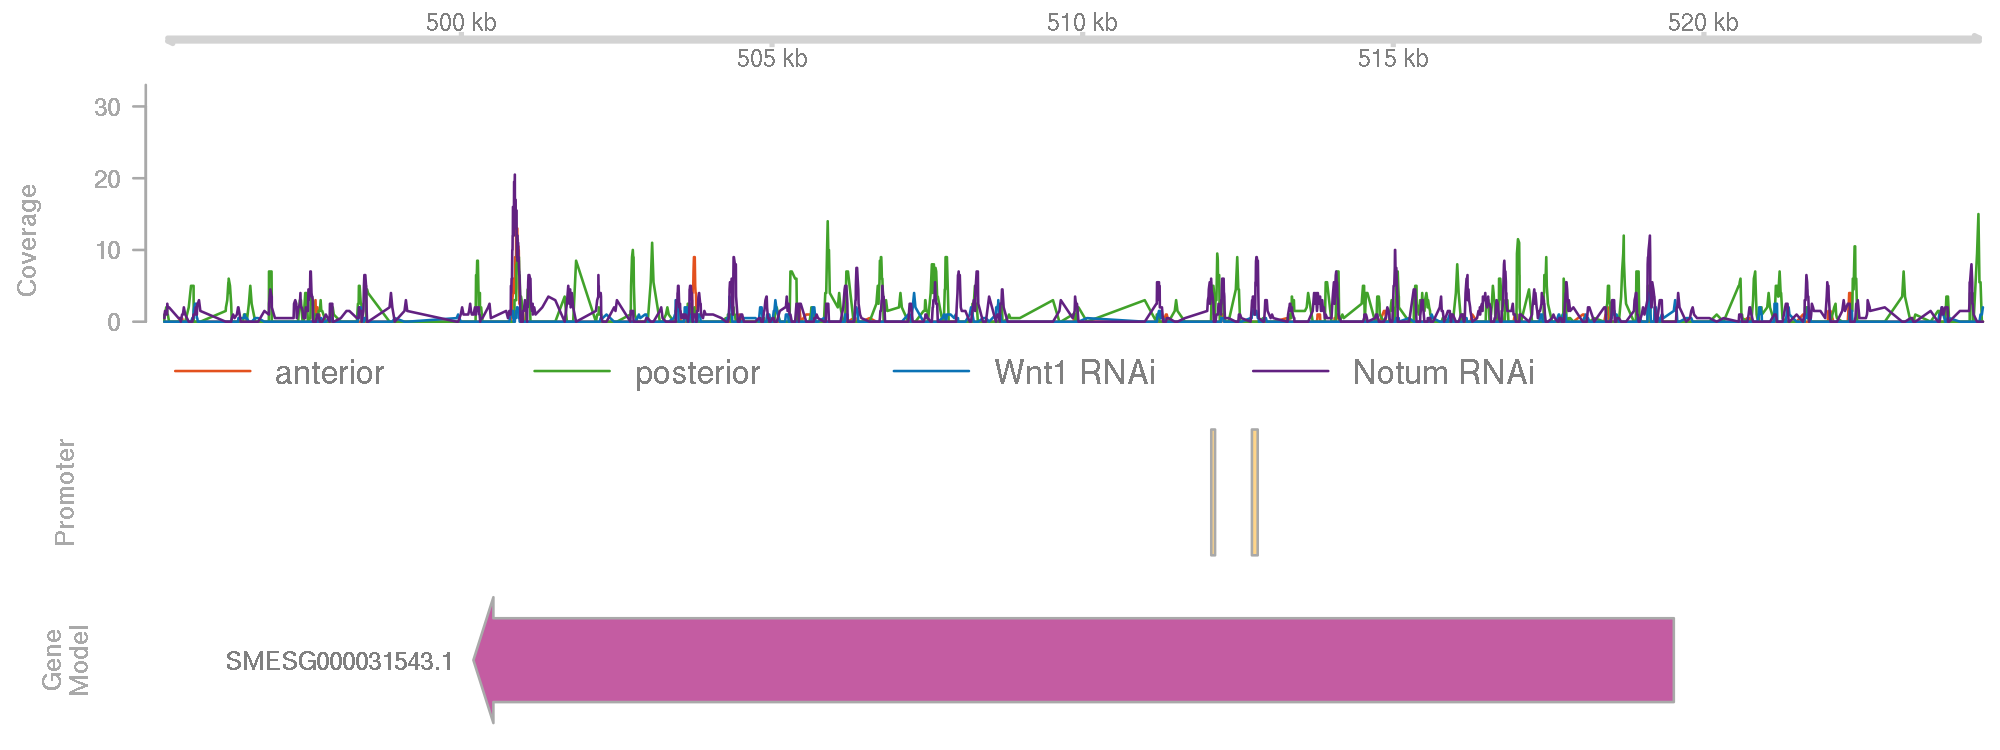 500 kb 510 kb 520 kb
505 kb 515 kb
Coverage
30
20
10
0
anterior posterior Wnt1 RNAi Notum RNAi
Promoter
Gene
Model
SMESG000031543.1